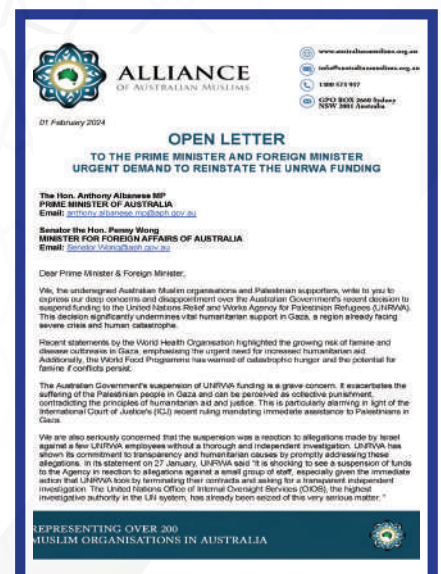 ALLIANCE
OF AUSTRALIAN MUSLIMS
www.australianmuslims.org.au
info@australianmuslims.org.au
1300 573 937
GPO BOX 2660 Sydney
NSW 2001 Australia
01 February 2024
OPEN LETTER
TO THE PRIME MINISTER AND FOREIGN MINISTER
URGENT DEMAND TO REINSTATE THE UNRWA FUNDING
The Hon. Anthony Albanese MP
PRIME MINISTER OF AUSTRALIA
Email: anthony.albanese.mp@aph.gov.au
Senator the Hon. Penny Wong
MINISTER FOR FOREIGN AFFAIRS OF AUSTRALIA
Email: Senator.Wong@aph.gov.au
Dear Prime Minister & Foreign Minister,
We, the undersigned Australian Muslim organisations and Palestinian supporters, write to you to
express our deep concerns and disappointment over the Australian Government's recent decision to
suspend funding to the United Nations Relief and Works Agency for Palestinian Refugees (UNRWA).
This decision significantly undermines vital humanitarian support in Gaza, a region already facing
severe crisis and human catastrophe.
Recent statements by the World Health Organisation highlighted the growing risk of famine and
disease outbreaks in Gaza, emphasising the urgent need for increased humanitarian aid.
Additionally, the World Food Programme has warned of catastrophic hunger and the potential for
famine if conflicts persist.
The Australian Government's suspension of UNRWA funding is a grave concern. It exacerbates the
suffering of the Palestinian people in Gaza and can be perceived as collective punishment,
contradicting the principles of humanitarian aid and justice. This is particularly alarming in light of the
International Court of Justice's (ICJ) recent ruling mandating immediate assistance to Palestinians in
Gaza.
We are also seriously concerned that the suspension was a reaction to allegations made by Israel
against a few UNRWA employees without a thorough and independent investigation. UNRWA has
shown its commitment to transparency and humanitarian causes by promptly addressing these
allegations. In its statement on 27 January, UNRWA said "It is shocking to see a suspension of funds
to the Agency in reaction to allegations against a small group of staff, especially given the immediate
action that UNRWA took by terminating their contracts and asking for a transparent independent
investigation. The United Nations Office of Internal Oversight Services (OIOS), the highest
investigative authority in the UN system, has already been seized of this very serious matter. "
REPRESENTING OVER 200
MUSLIM ORGANISATIONS IN AUSTRALIA